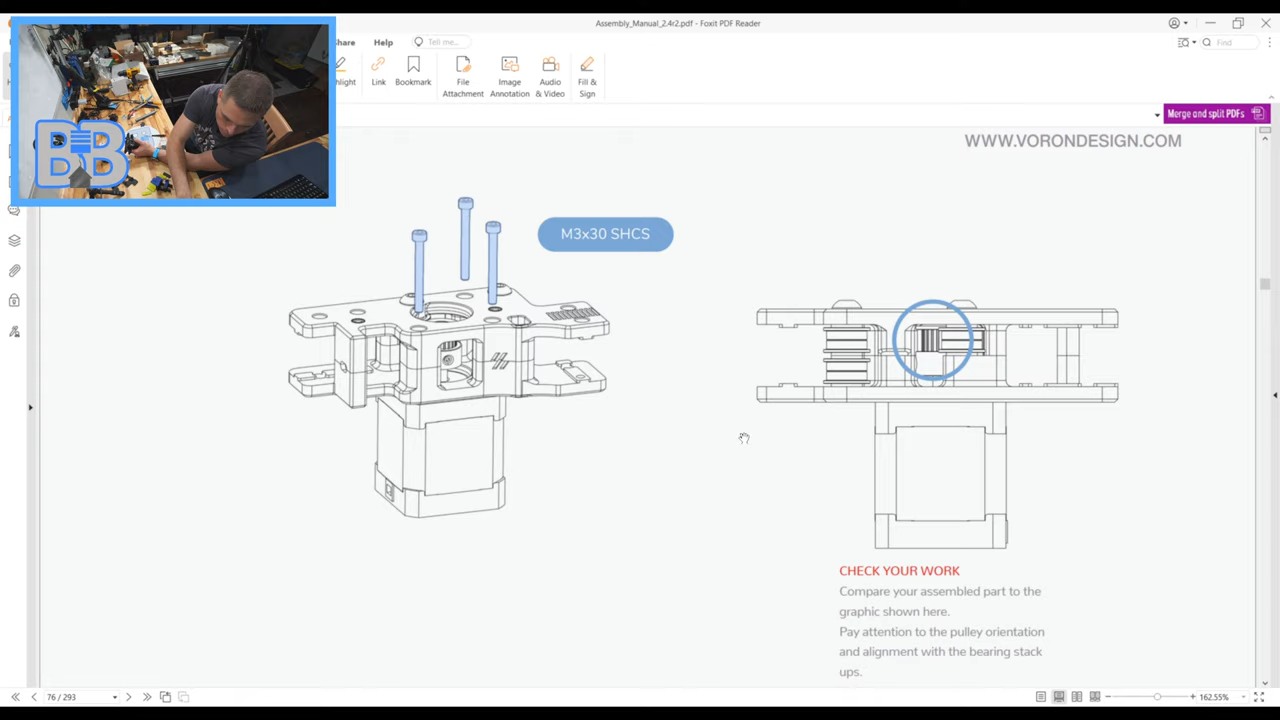 Assembly_Manual_2.4r2.pdf - Foxit PDF Reader
Share Help Tell me... Find
Link Bookmark File Attachment Image Annotation Audio & Video Fill & Sign
Merge and split PDFs
WWW.VORONDESIGN.COM
BB
M3x30 SHCS
CHECK YOUR WORK
Compare your assembled part to the
graphic shown here.
Pay attention to the pulley orientation
and alignment with the bearing stack
ups.
76 / 293
162.55%